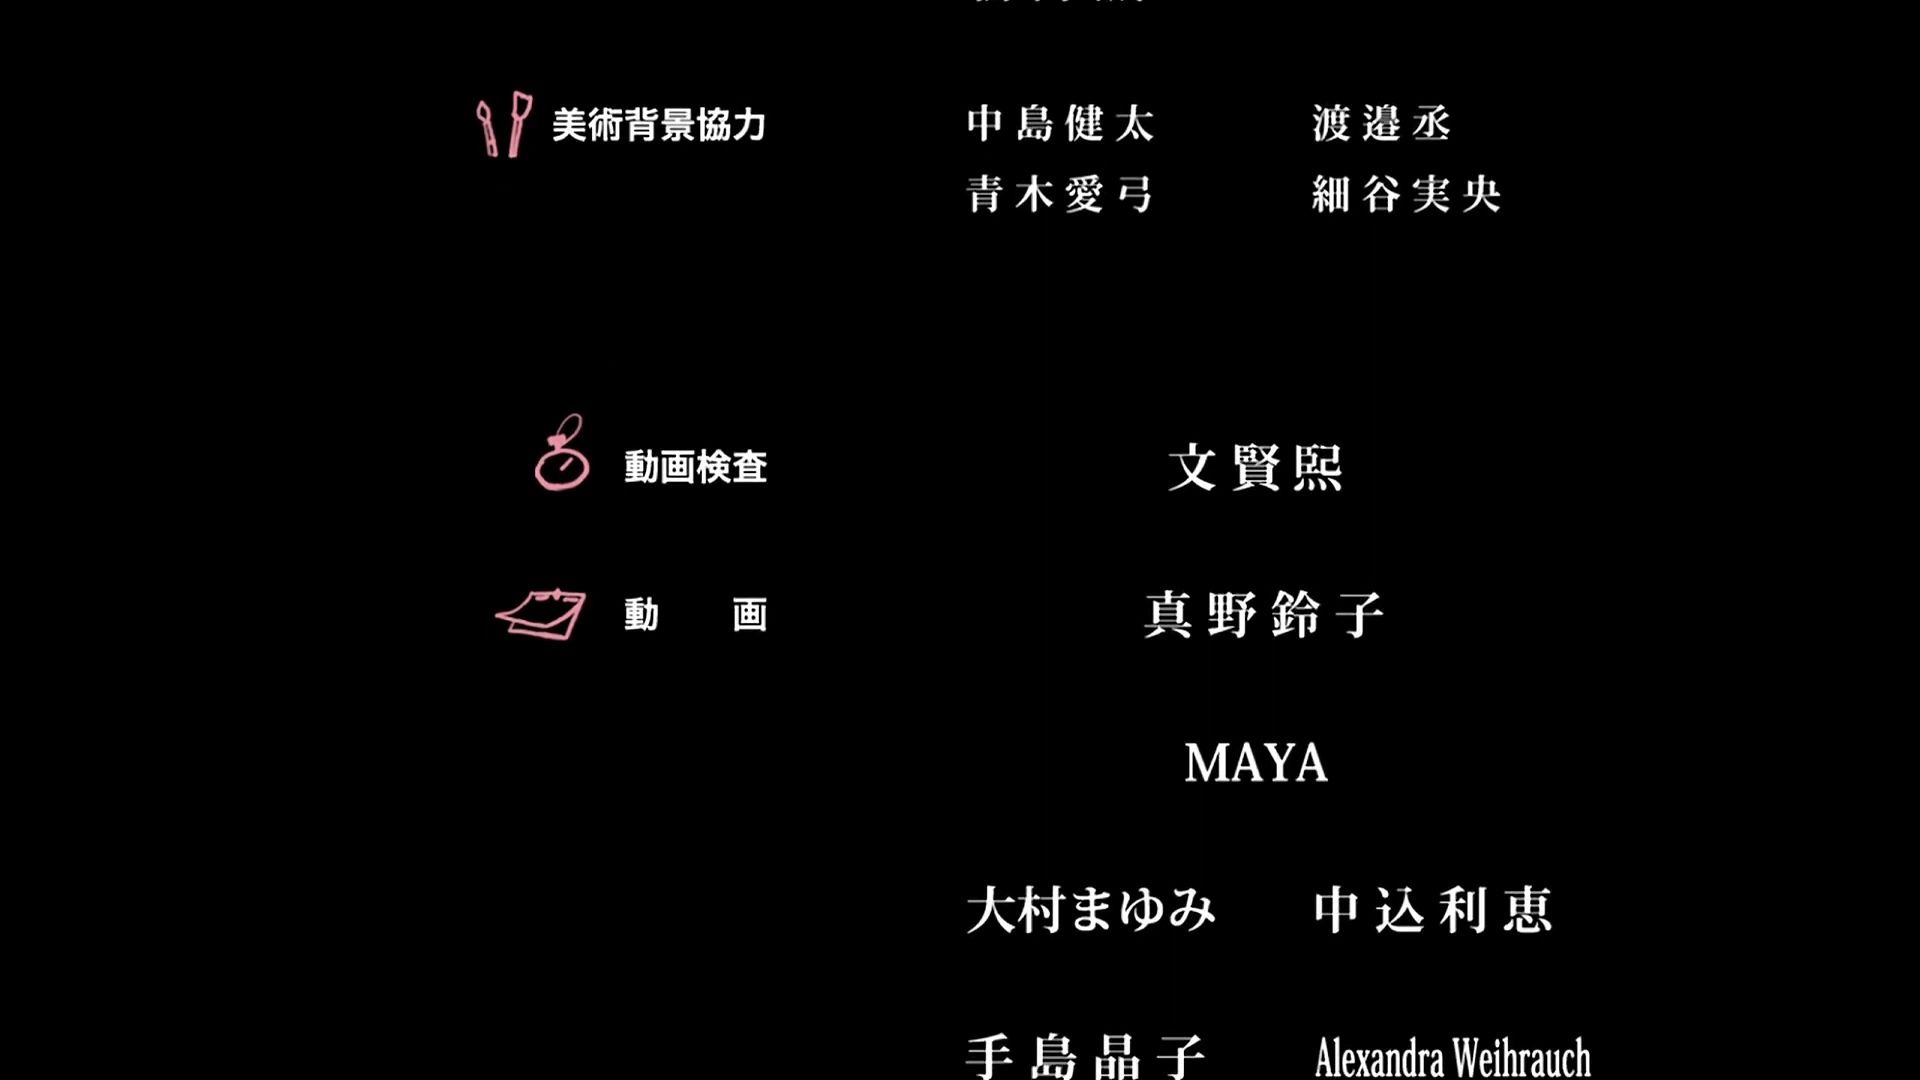 美術背景協力 中島健太 渡邉丞
青木愛弓 細谷実央
動画検査 文賢熙
動画 真野鈴子
MAYA
大村まゆみ 中込利恵
手島晶子 Alexandra Weihrauch